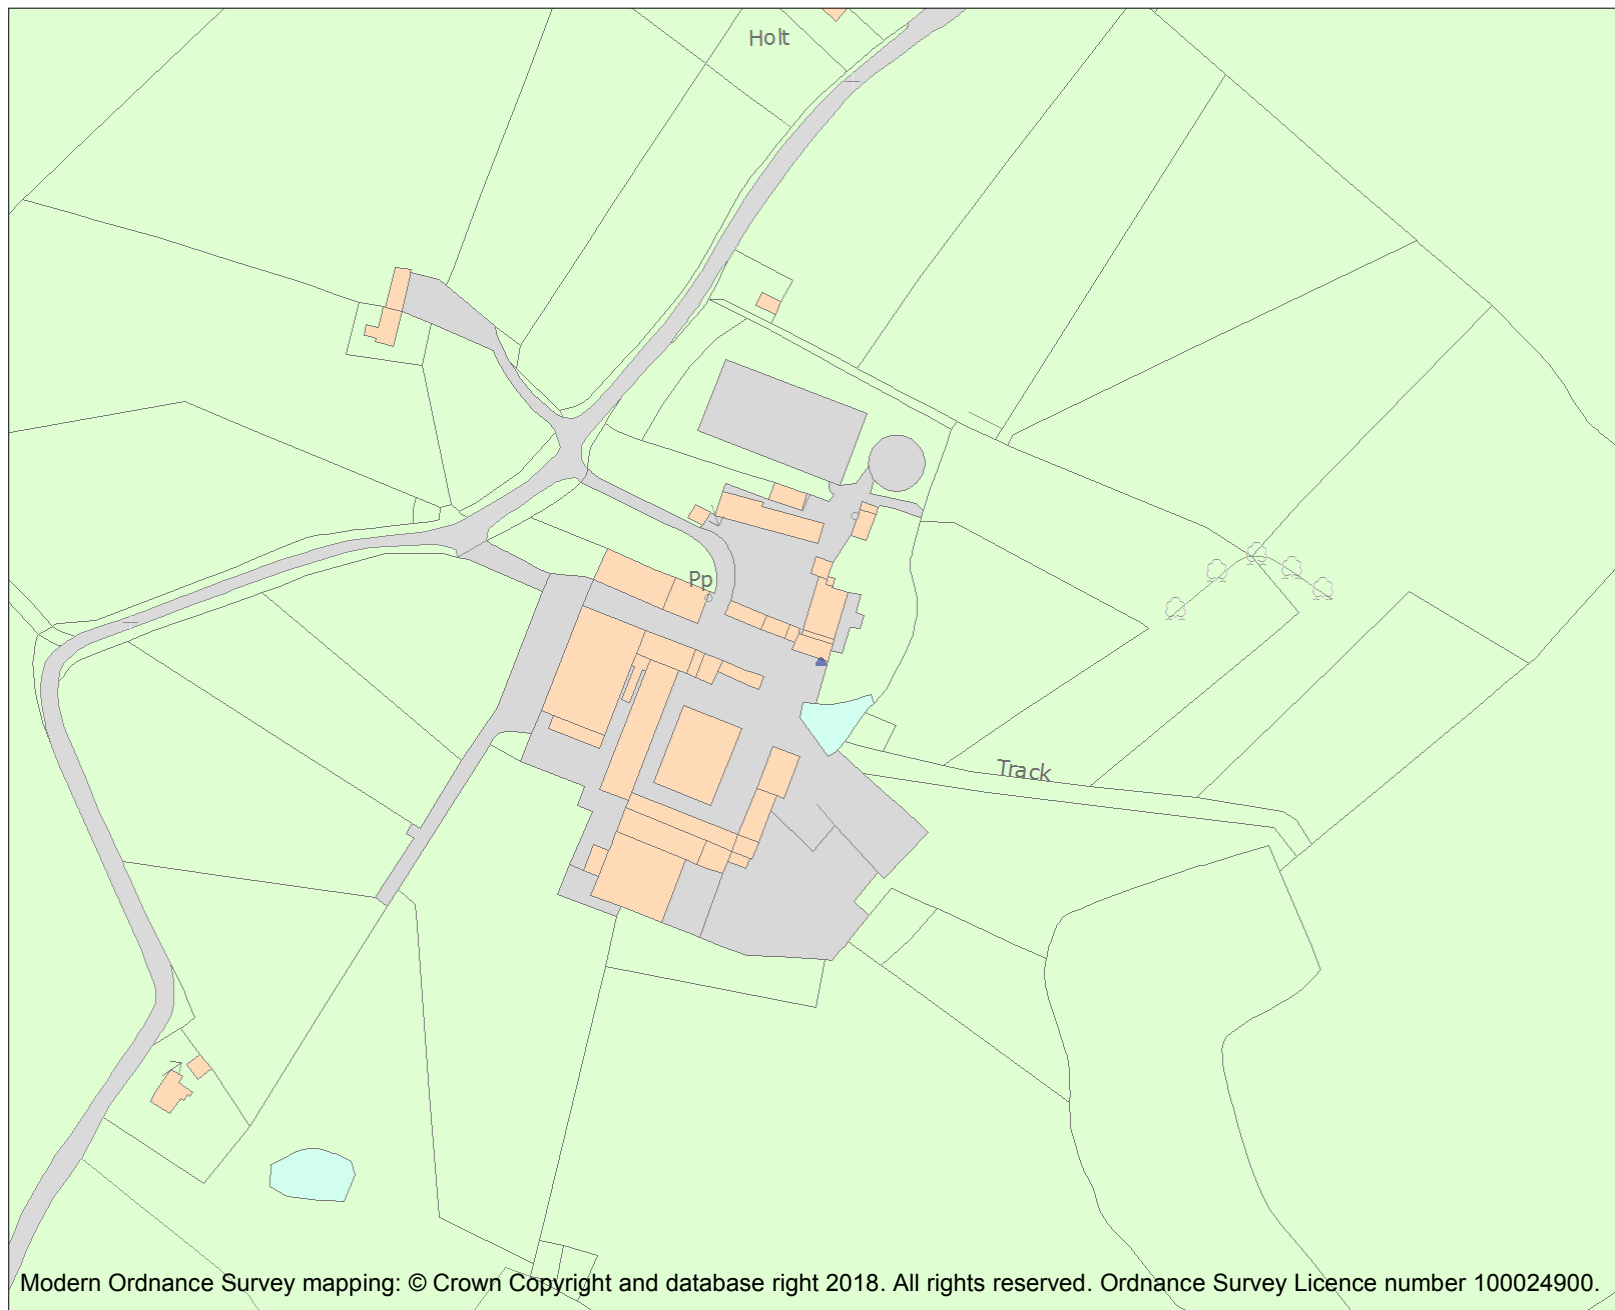 Holt
Pp
Track
Modern Ordnance Survey mapping: © Crown Copyright and database right 2018. All rights reserved. Ordnance Survey Licence number 100024900.